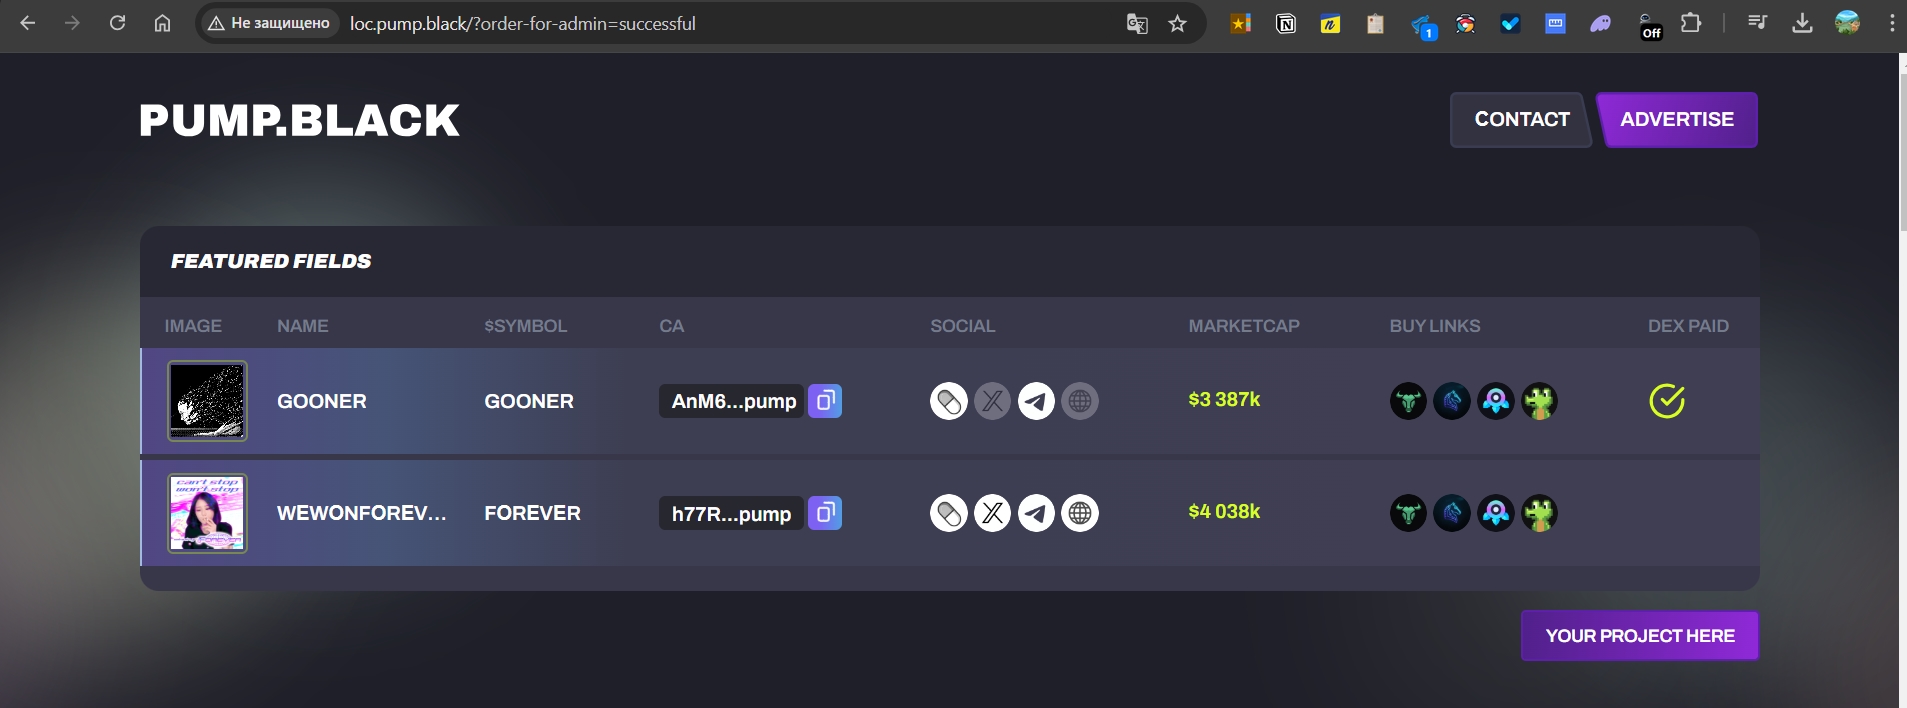 Не защищено
loc.pump.black/?order-for-admin=successful
1
Off
PUMP.BLACK
CONTACT
ADVERTISE
FEATURED FIELDS
IMAGE NAME $SYMBOL CA SOCIAL MARKETCAP BUY LINKS DEX PAID
GOONER GOONER AnM6...pump $3 387k
can't stop
won't stop
FOREVER
WEWONFOREV... FOREVER h77R...pump $4 038k
YOUR PROJECT HERE